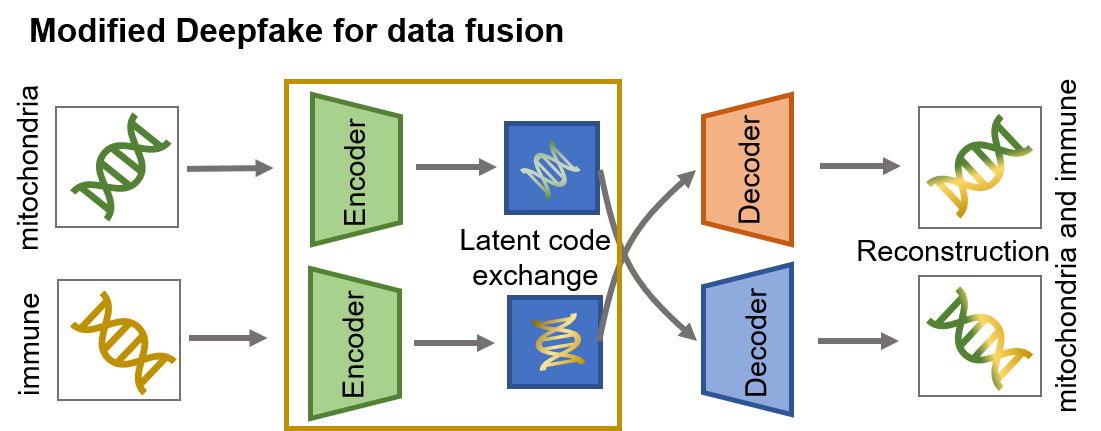 Modified Deepfake for data fusion
mitochondria
Encoder
Decoder
Latent code
exchange
Reconstruction
mitochondria and immune
immune
Encoder
Decoder